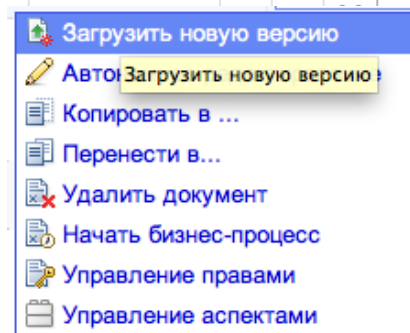 Загрузить новую версию
Загрузить новую версию
Копировать в ...
Перенести в...
Удалить документ
Начать бизнес-процесс
Управление правами
Управление аспектами